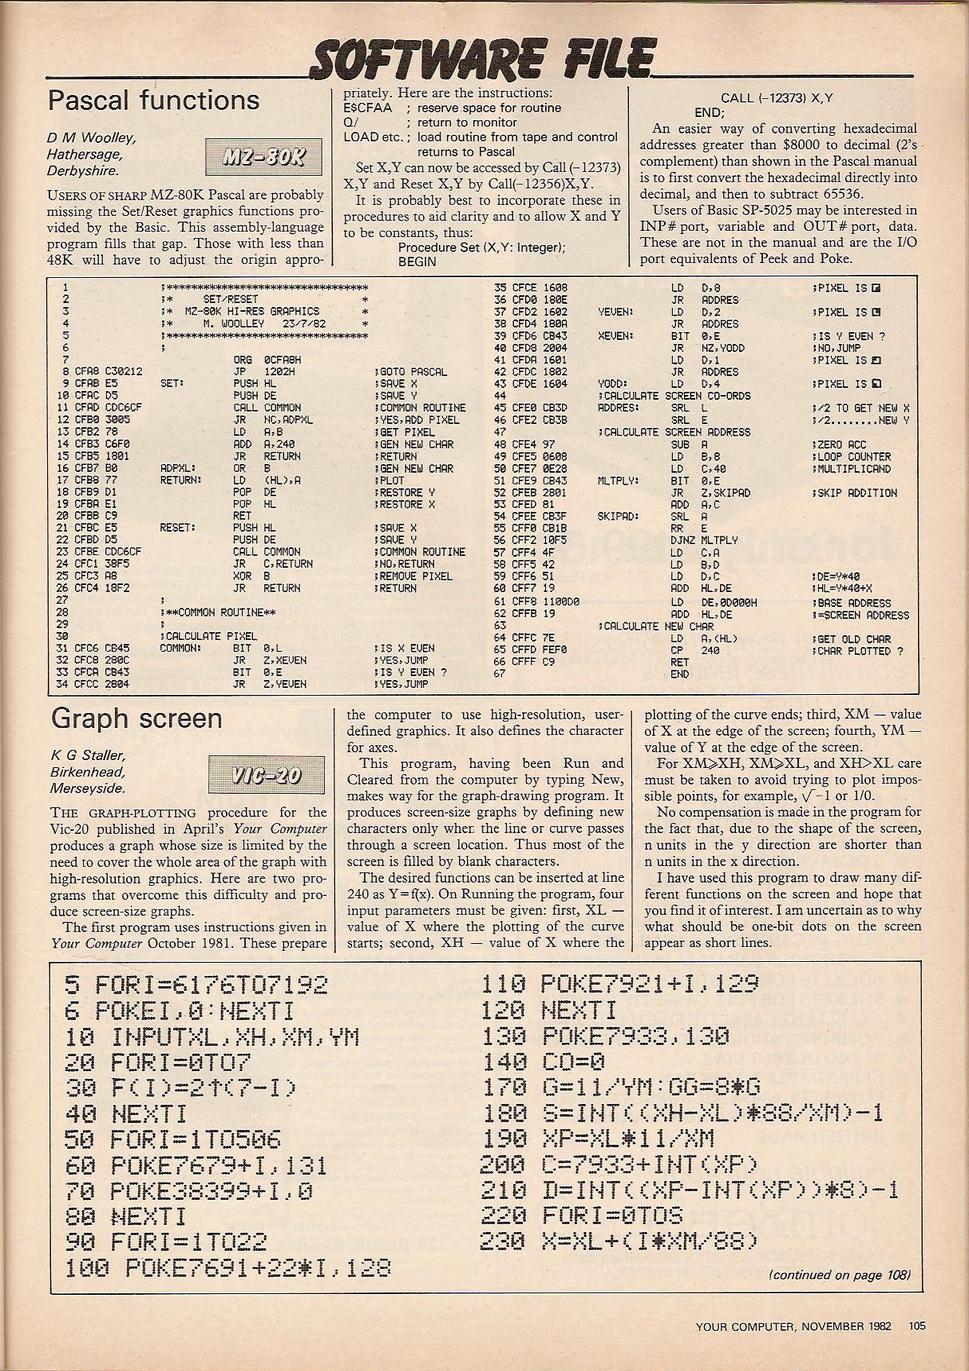 SOFTWARE FILE
Pascal functions
D M Woolley,
Hathersage,
Derbyshire.
MZ-80K
USERS OF SHARP MZ-80K Pascal are probably
missing the Set/Reset graphics functions pro-
vided by the Basic. This assembly-language
program fills that gap. Those with less than
48K will have to adjust the origin appro-
priately. Here are the instructions:
E$CFAA ; reserve space for routine
Q/ ; return to monitor
LOAD etc. ; load routine from tape and control
returns to Pascal
Set X,Y can now be accessed by Call (-12373)
X,Y and Reset X,Y by Call(-12356)X,Y.
It is probably best to incorporate these in
procedures to aid clarity and to allow X and Y
to be constants, thus:
Procedure Set (X,Y: Integer);
BEGIN
CALL (-12373) X,Y
END;
An easier way of converting hexadecimal
addresses greater than $8000 to decimal (2's
complement) than shown in the Pascal manual
is to first convert the hexadecimal directly into
decimal, and then to subtract 65536.
Users of Basic SP-5025 may be interested in
INP# port, variable and OUT# port, data.
These are not in the manual and are the I/O
port equivalents of Peek and Poke.
1 ;*********************************
2 ;* SET/RESET *
3 ;* MZ-80K HI-RES GRAPHICS *
4 ;* M. WOOLLEY 23/7/82 *
5 ;*********************************
6 ;
7 ORG 0CFA8H
8 CFA8 C30212 JP 1202H ;GOTO PASCAL
9 CFAB E5 SET: PUSH HL ;SAVE X
10 CFAC D5 PUSH DE ;SAVE Y
11 CFAD CDC6CF CALL COMMON ;COMMON ROUTINE
12 CFB0 3005 JR NC,ADPXL ;YES,ADD PIXEL
13 CFB2 78 LD A,B ;GET PIXEL
14 CFB3 C6F0 ADD A,240 ;GEN NEW CHAR
15 CFB5 1801 JR RETURN ;RETURN
16 CFB7 B0 ADPXL: OR B ;GEN NEW CHAR
17 CFB8 77 RETURN: LD (HL),A ;PLOT
18 CFB9 D1 POP DE ;RESTORE Y
19 CFBA E1 POP HL ;RESTORE X
20 CFBB C9 RET
21 CFBC E5 RESET: PUSH HL ;SAVE X
22 CFBD D5 PUSH DE ;SAVE Y
23 CFBE CDC6CF CALL COMMON ;COMMON ROUTINE
24 CFC1 38F5 JR C,RETURN ;NO,RETURN
25 CFC3 A8 XOR B ;REMOVE PIXEL
26 CFC4 18F2 JR RETURN ;RETURN
27 ;
28 ;**COMMON ROUTINE**
29 ;
30 ;CALCULATE PIXEL
31 CFC6 CB45 COMMON: BIT 0,L ;IS X EVEN
32 CFC8 280C JR Z,XEVEN ;YES,JUMP
33 CFCA CB43 BIT 0,E ;IS Y EVEN ?
34 CFCC 2804 JR Z,YEVEN ;YES,JUMP
35 CFCE 1608 LD D,8 ;PIXEL IS
36 CFD0 180E JR ADDRES
37 CFD2 1602 YEVEN: LD D,2 ;PIXEL IS
38 CFD4 180A JR ADDRES
39 CFD6 CB43 XEVEN: BIT 0,E ;IS Y EVEN ?
40 CFD8 2004 JR NZ,YODD ;NO,JUMP
41 CFDA 1601 LD D,1 ;PIXEL IS
42 CFDC 1802 JR ADDRES
43 CFDE 1604 YODD: LD D,4 ;PIXEL IS
44 ;CALCULATE SCREEN CO-ORDS
45 CFE0 CB3D ADDRES: SRL L ;/2 TO GET NEW X
46 CFE2 CB3B SRL E ;/2........NEW Y
47 ;CALCULATE SCREEN ADDRESS
48 CFE4 97 SUB A ;ZERO ACC
49 CFE5 0608 LD B,8 ;LOOP COUNTER
50 CFE7 0E28 LD C,40 ;MULTIPLICAND
51 CFE9 CB43 MLTPLY: BIT 0,E
52 CFEB 2801 JR Z,SKIPAD ;SKIP ADDITION
53 CFED 81 ADD A,C
54 CFEE CB3F SKIPAD: SRL A
55 CFF0 CB1B RR E
56 CFF2 10F5 DJNZ MLTPLY
57 CFF4 4F LD C,A
58 CFF5 42 LD B,D
59 CFF6 51 LD D,C ;DE=Y*40
60 CFF7 19 ADD HL,DE ;HL=Y*40+X
61 CFF8 1100D0 LD DE,0D000H ;BASE ADDRESS
62 CFFB 19 ADD HL,DE ;=SCREEN ADDRESS
63 ;CALCULATE NEW CHAR
64 CFFC 7E LD A,(HL) ;GET OLD CHAR
65 CFFD FEF0 CP 240 ;CHAR PLOTTED ?
66 CFFF C9 RET
67 END
Graph screen
K G Staller,
Birkenhead,
Merseyside.
VIC-20
THE GRAPH-PLOTTING procedure for the
Vic-20 published in April's Your Computer
produces a graph whose size is limited by the
need to cover the whole area of the graph with
high-resolution graphics. Here are two pro-
grams that overcome this difficulty and pro-
duce screen-size graphs.
The first program uses instructions given in
Your Computer October 1981. These prepare
the computer to use high-resolution, user-
defined graphics. It also defines the character
for axes.
This program, having been Run and
Cleared from the computer by typing New,
makes way for the graph-drawing program. It
produces screen-size graphs by defining new
characters only when the line or curve passes
through a screen location. Thus most of the
screen is filled by blank characters.
The desired functions can be inserted at line
240 as Y=f(x). On Running the program, four
input parameters must be given: first, XL —
value of X where the plotting of the curve
starts; second, XH — value of X where the
plotting of the curve ends; third, XM — value
of X at the edge of the screen; fourth, YM —
value of Y at the edge of the screen.
For XM⩾XH, XM⩾XL, and XH>XL care
must be taken to avoid trying to plot impos-
sible points, for example, √-1 or 1/0.
No compensation is made in the program for
the fact that, due to the shape of the screen,
n units in the y direction are shorter than
n units in the x direction.
I have used this program to draw many dif-
ferent functions on the screen and hope that
you find it of interest. I am uncertain as to why
what should be one-bit dots on the screen
appear as short lines.
5 FORI=6176TO7192
6 POKEI,0:NEXTI
10 INPUTXL,XH,XM,YM
20 FORI=0TO7
30 F(I)=2↑(7-I)
40 NEXTI
50 FORI=1TO506
60 POKE7679+I,131
70 POKE38399+I,0
80 NEXTI
90 FORI=1TO22
100 POKE7691+22*I,128
110 POKE7921+I,129
120 NEXTI
130 POKE7933,130
140 CO=0
170 G=11/YM:GG=8*G
180 S=INT((XH-XL)*88/XM)-1
190 XP=XL*11/XM
200 C=7933+INT(XP)
210 D=INT((XP-INT(XP))*8)-1
220 FORI=0TOS
230 X=XL+(I*XM/88)
(continued on page 108)
YOUR COMPUTER, NOVEMBER 1982 105